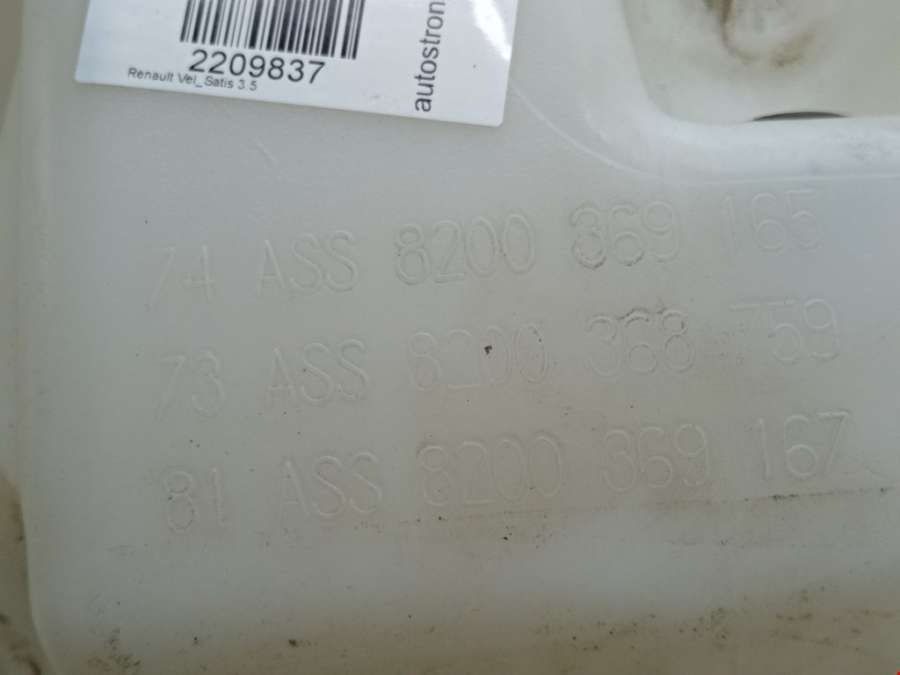 2209837
Renault Vel_Satis 3.5
autostron
74 ASS 8200 369 165
73 ASS 8200 368 759
81 ASS 8200 369 167